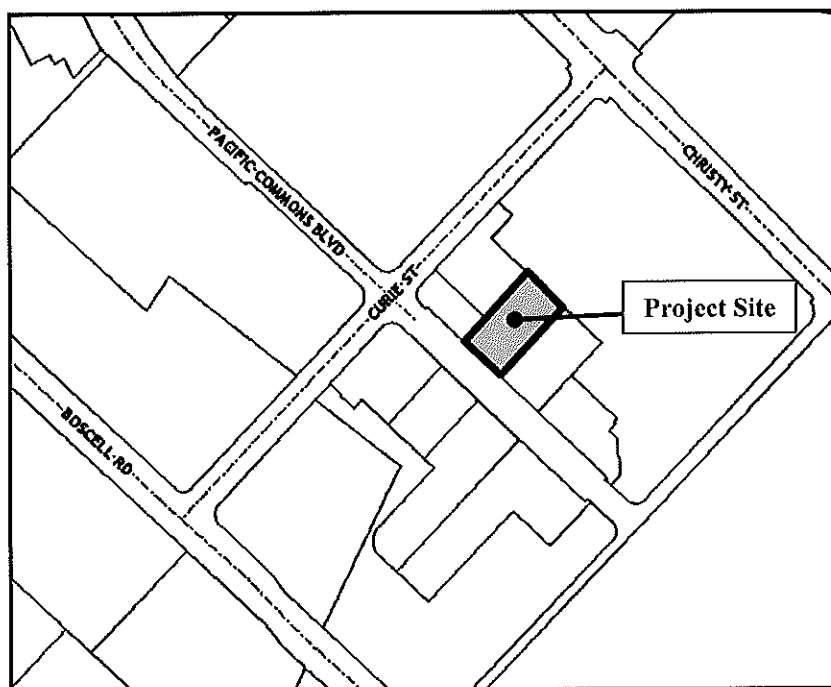 PACIFIC COMMONS BLVD
CHRISTY ST
CURIE ST
Project Site
BOSCELL RD